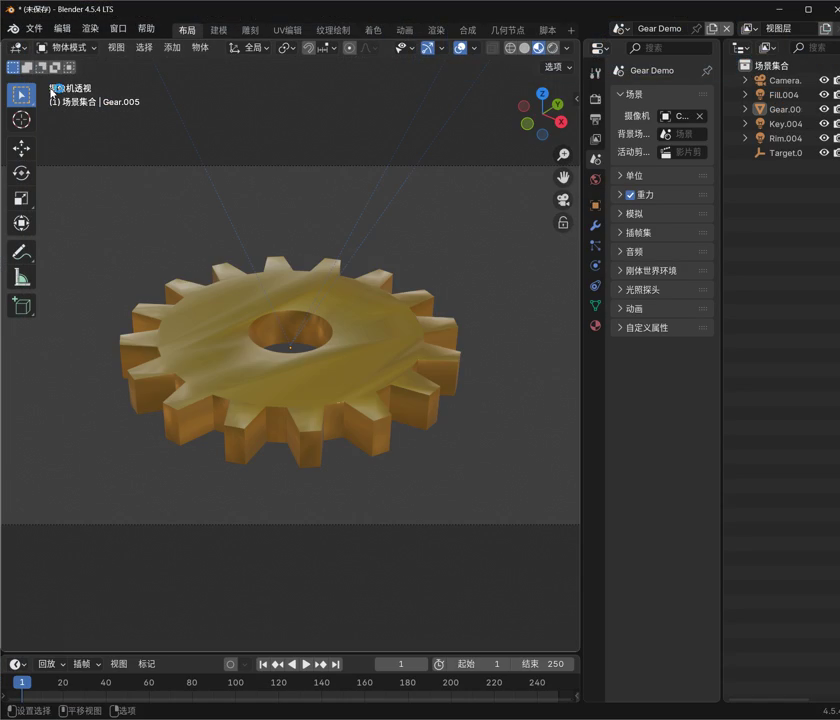 * (未保存) - Blender 4.5.4 LTS
文件 编辑 渲染 窗口 帮助 布局 建模 雕刻 UV编辑 纹理绘制 着色 动画 渲染 合成 几何节点 脚本 + Gear Demo 视图层
物体模式 视图 选择 添加 物体 全局 搜索 搜索
选项
机透视
(1) 场景集合 | Gear.005
Z
Y
X
Gear Demo
场景
摄像机 C...
背景场... 场景
活动剪... 影片剪
单位
重力
模拟
插帧集
音频
刚体世界环境
光照探头
动画
自定义属性
场景集合
Camera.
Fill.004
Gear.00
Key.004
Rim.004
Target.0
回放 插帧 视图 标记 1 起始 1 结束 250
1 20 40 60 80 100 120 140 160 180 200 220 240
设置选择 平移视图 选项 4.5.